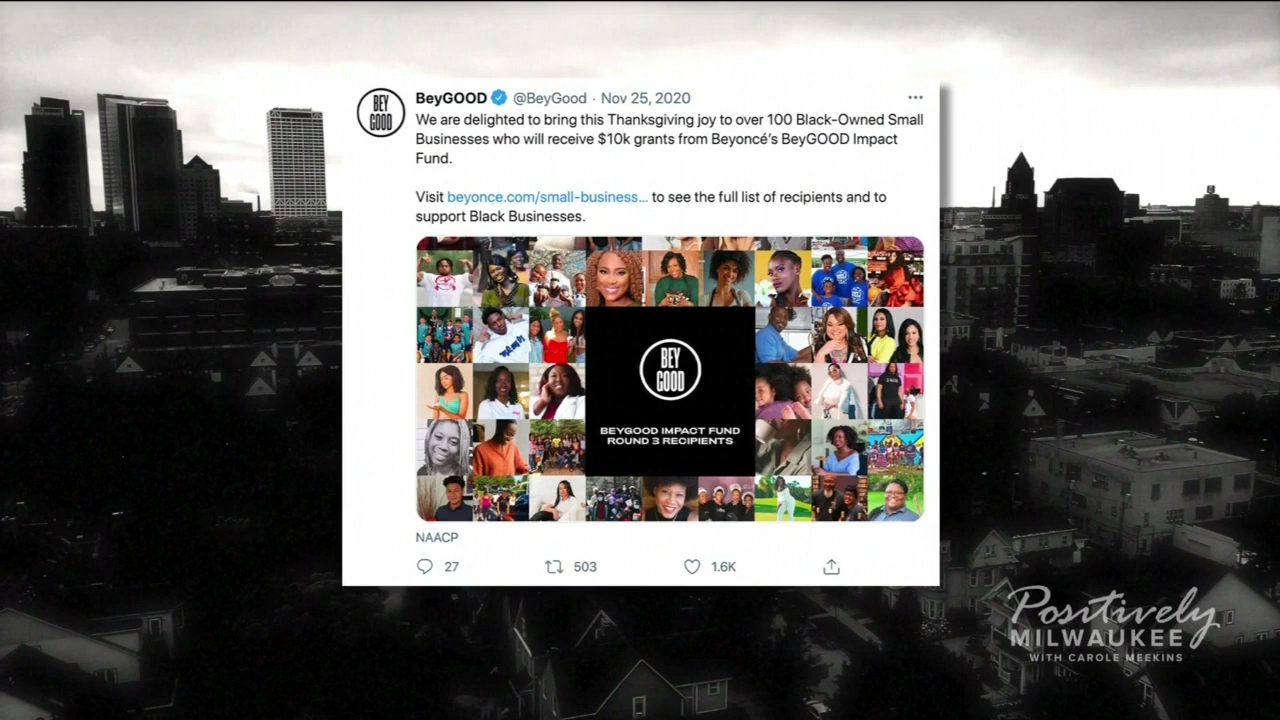 BEY
GOOD
BeyGOOD @BeyGood · Nov 25, 2020
We are delighted to bring this Thanksgiving joy to over 100 Black-Owned Small
Businesses who will receive $10k grants from Beyoncé's BeyGOOD Impact
Fund.
Visit beyonce.com/small-business... to see the full list of recipients and to
support Black Businesses.
BEY
GOOD
BEYGOOD IMPACT FUND
ROUND 3 RECIPIENTS
NAACP
27 503 1.6K
Positively
MILWAUKEE
WITH CAROLE MEEKINS